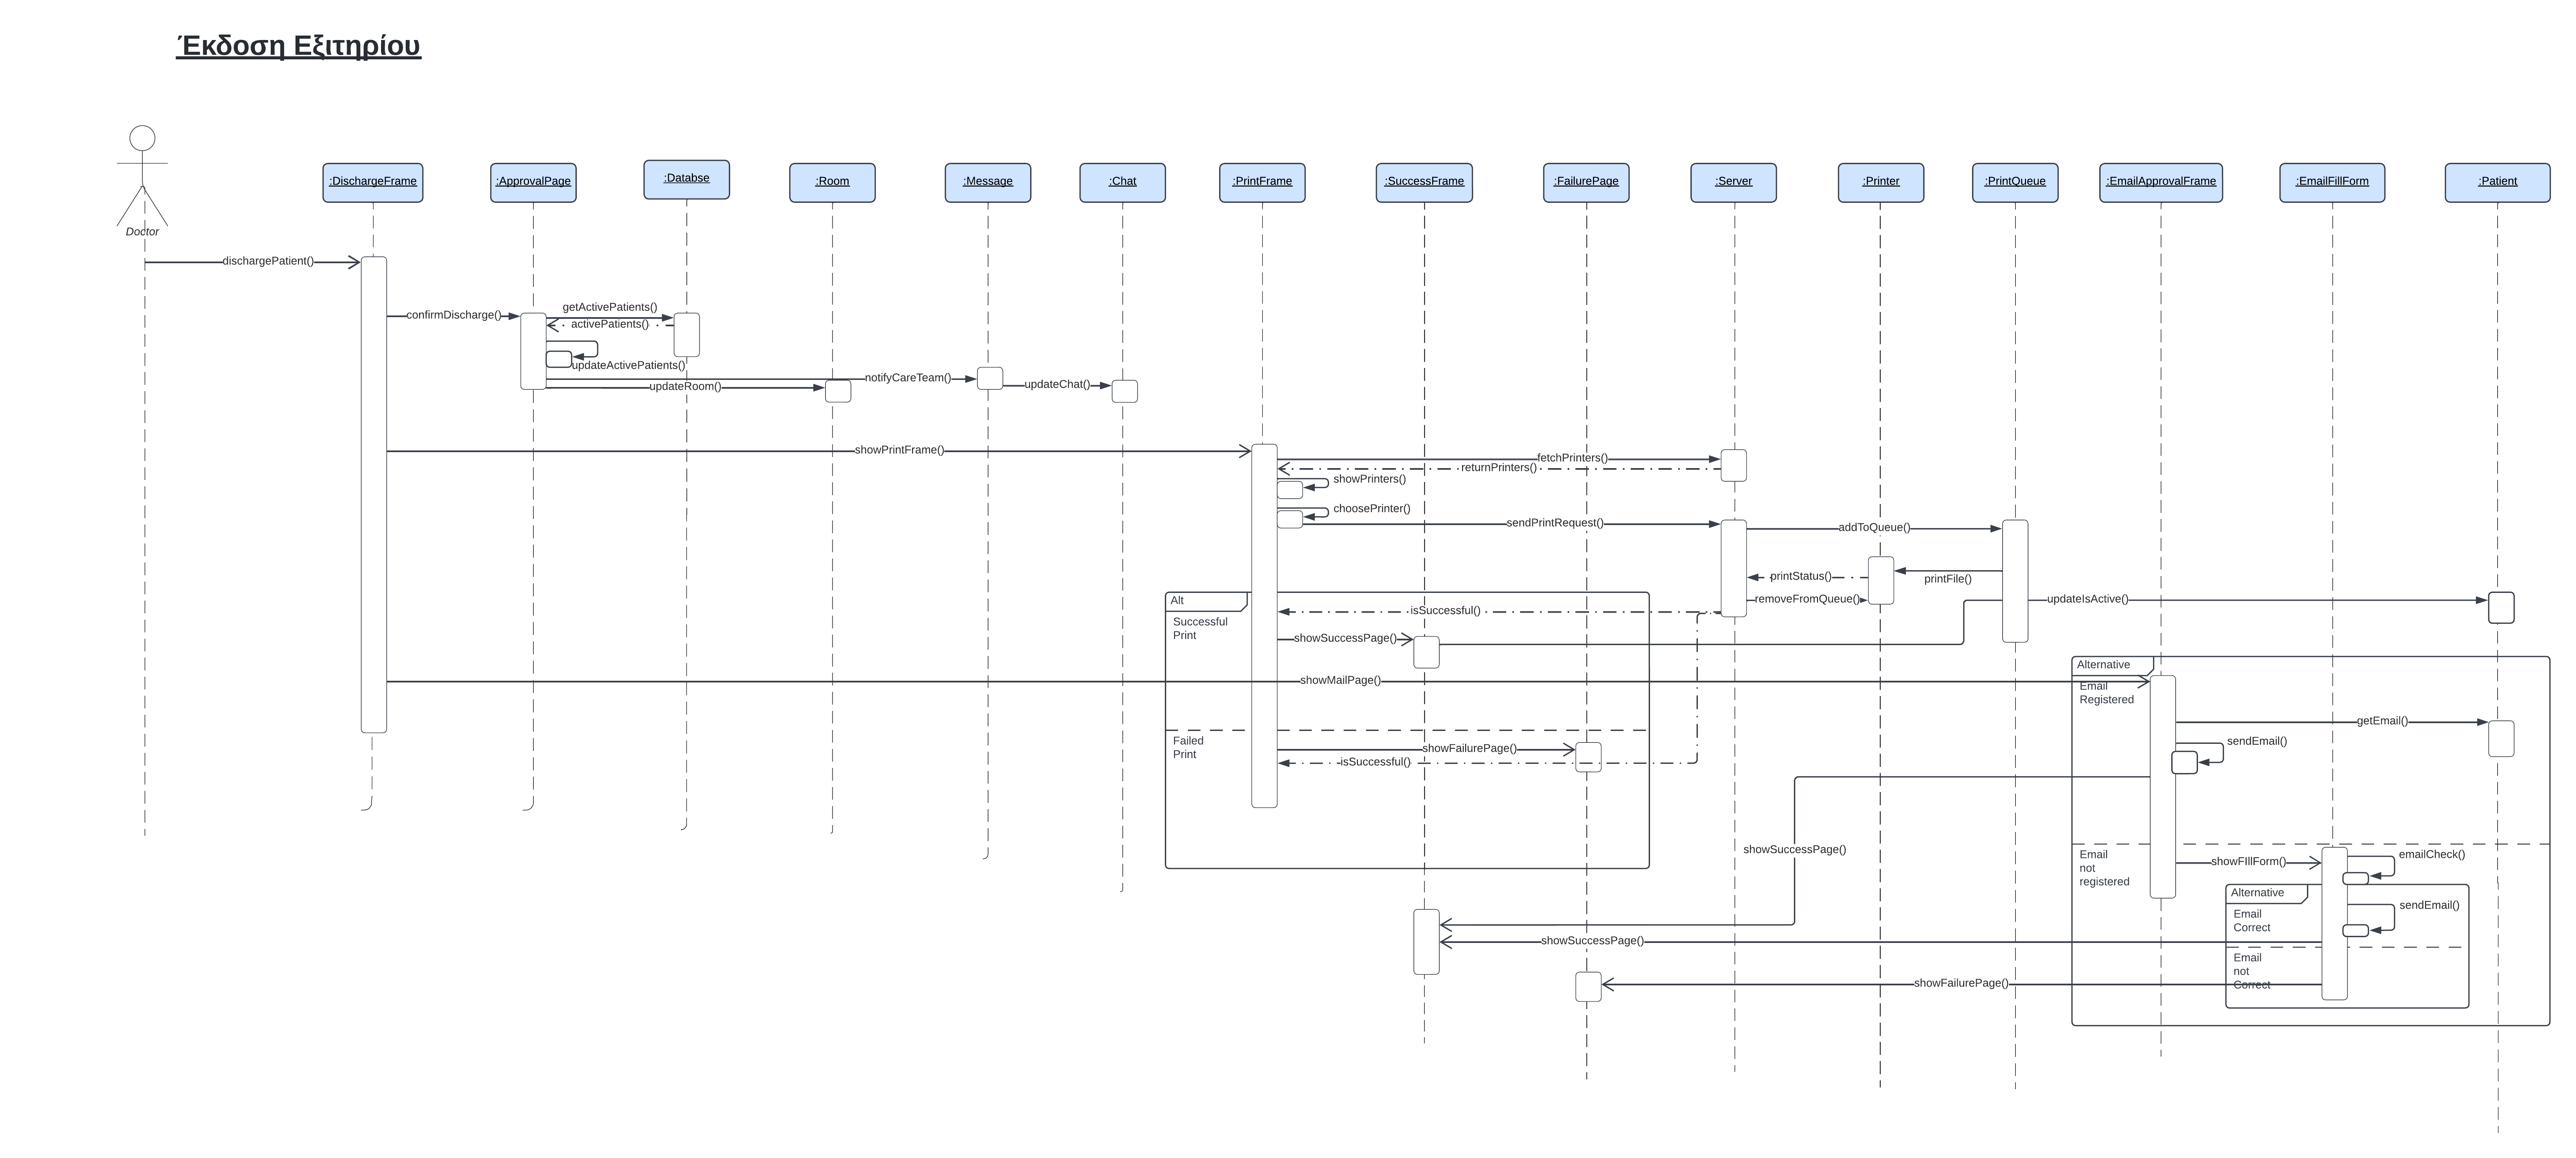 Έκδοση Εξιτηρίου
Doctor
:DischargeFrame
:ApprovalPage
:Databse
:Room
:Message
:Chat
:PrintFrame
:SuccessFrame
:FailurePage
:Server
:Printer
:PrintQueue
:EmailApprovalFrame
:EmailFillForm
:Patient
dischargePatient()
getActivePatients()
confirmDischarge()
activePatients()
updateActivePatients()
notifyCareTeam()
updateChat()
updateRoom()
showPrintFrame()
fetchPrinters()
returnPrinters()
showPrinters()
choosePrinter()
sendPrintRequest()
addToQueue()
printStatus()
printFile()
removeFromQueue()
updateIsActive()
Alt
isSuccessful()
Successful
Print
showSuccessPage()
showMailPage()
Alternative
Email
Registered
getEmail()
sendEmail()
Failed
Print
showFailurePage()
isSuccessful()
showSuccessPage()
Email
not
registered
showFIllForm()
emailCheck()
Alternative
sendEmail()
Email
Correct
showSuccessPage()
Email
not
Correct
showFailurePage()